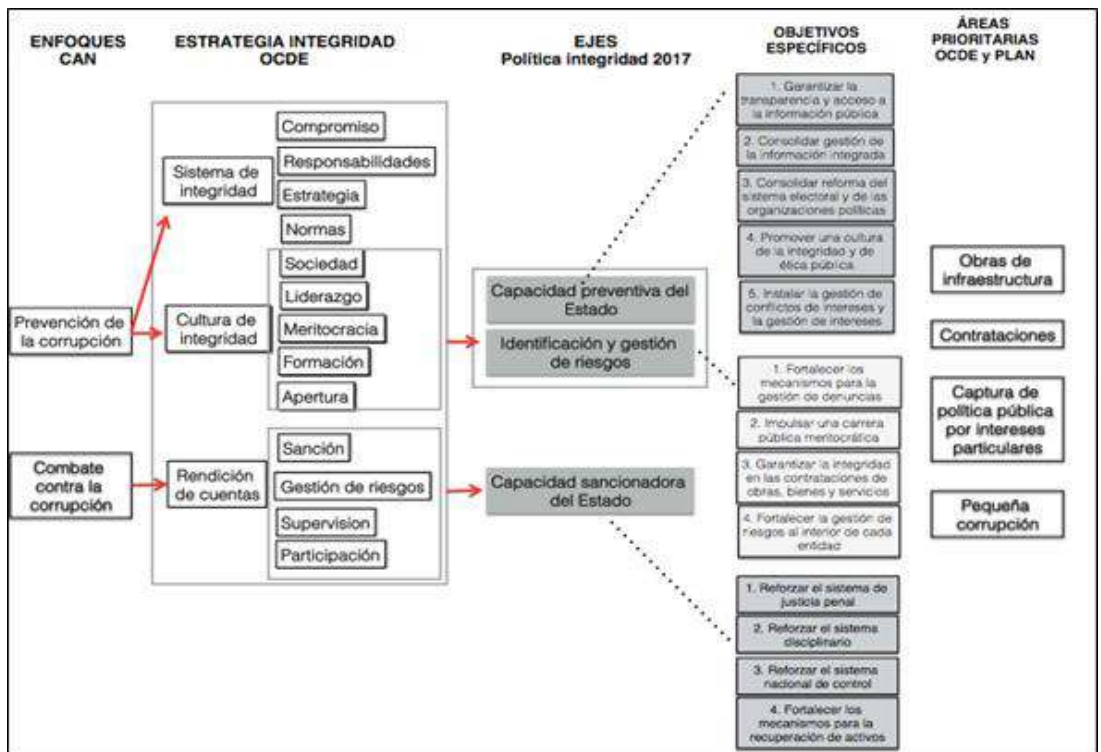 ENFOQUES
CAN
ESTRATEGIA INTEGRIDAD
OCDE
EJES
Política integridad 2017
OBJETIVOS
ESPECÍFICOS
ÁREAS
PRIORITARIAS
OCDE y PLAN
Prevención de
la corrupción
Combate
contra la
corrupción
Sistema de
integridad
Compromiso
Responsabilidades
Estrategia
Normas
Cultura de
integridad
Sociedad
Liderazgo
Meritocracia
Formación
Apertura
Rendición
de cuentas
Sanción
Gestión de riesgos
Supervision
Participación
Capacidad preventiva del
Estado
Identificación y gestión
de riesgos
Capacidad sancionadora
del Estado
1. Garantizar la
transparencia y acceso a
la información pública
2. Consolidar gestión de
la información integrada
3. Consolidar reforma del
sistema electoral y de las
organizaciones políticas
4. Promover una cultura
de la integridad y de
ética pública
5. Instalar la gestión de
conflictos de intereses y
la gestión de intereses
1. Fortalecer los
mecanismos para la
gestión de denuncias
2. Impulsar una carrera
pública meritocrática
3. Garantizar la integridad
en las contrataciones de
obras, bienes y servicios
4. Fortalecer la gestión de
riesgos al interior de cada
entidad
1. Reforzar el sistema de
justicia penal
2. Reforzar el sistema
disciplinario
3. Reforzar el sistema
nacional de control
4. Fortalecer los
mecanismos para la
recuperación de activos
Obras de
infraestructura
Contrataciones
Captura de
política pública
por intereses
particulares
Pequeña
corrupción